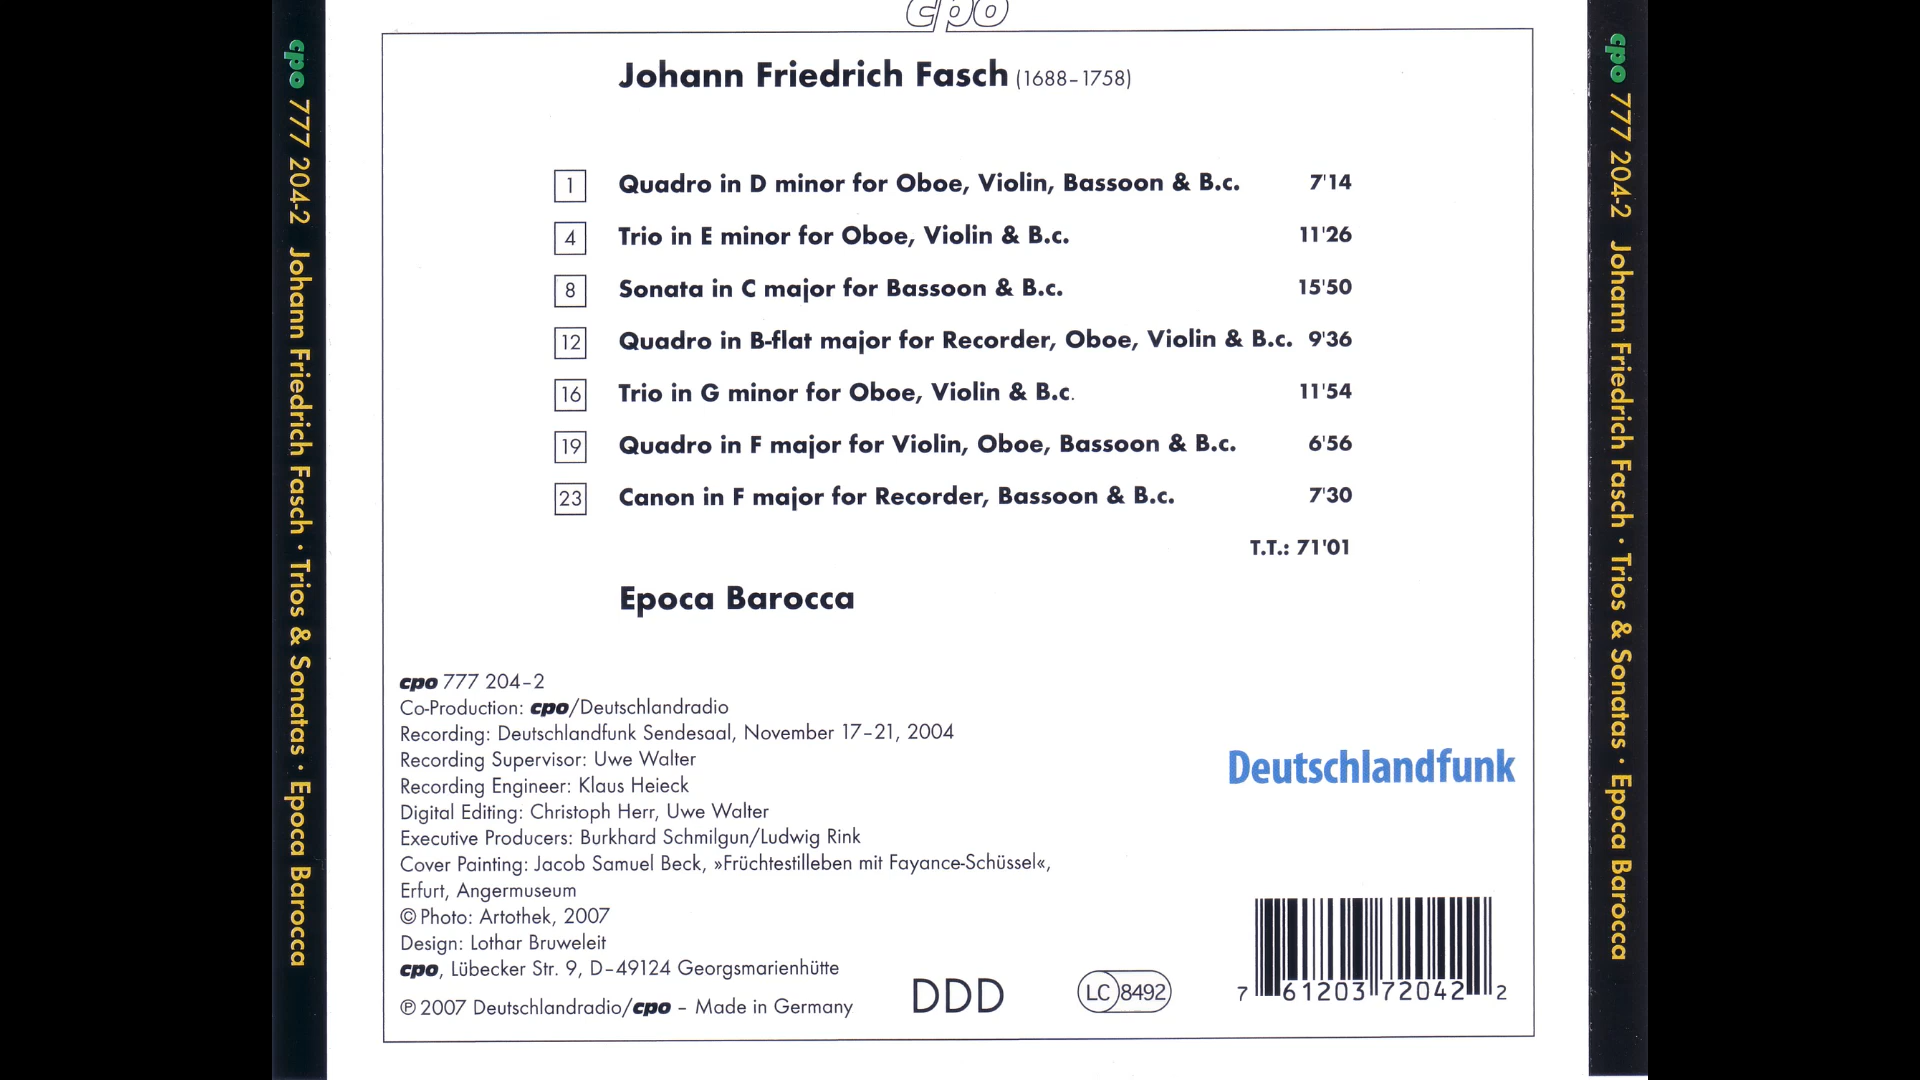 cpo
cpo 777 204-2 Johann Friedrich Fasch · Trios & Sonatas · Epoca Barocca
Johann Friedrich Fasch (1688–1758)
1 Quadro in D minor for Oboe, Violin, Bassoon & B.c. 7'14
4 Trio in E minor for Oboe, Violin & B.c. 11'26
8 Sonata in C major for Bassoon & B.c. 15'50
12 Quadro in B-flat major for Recorder, Oboe, Violin & B.c. 9'36
16 Trio in G minor for Oboe, Violin & B.c. 11'54
19 Quadro in F major for Violin, Oboe, Bassoon & B.c. 6'56
23 Canon in F major for Recorder, Bassoon & B.c. 7'30
T.T.: 71'01
Epoca Barocca
cpo 777 204–2
Co-Production: cpo/Deutschlandradio
Recording: Deutschlandfunk Sendesaal, November 17–21, 2004
Recording Supervisor: Uwe Walter
Recording Engineer: Klaus Heieck
Digital Editing: Christoph Herr, Uwe Walter
Executive Producers: Burkhard Schmilgun/Ludwig Rink
Cover Painting: Jacob Samuel Beck, »Früchtestilleben mit Fayance-Schüssel«,
Erfurt, Angermuseum
© Photo: Artothek, 2007
Design: Lothar Bruweleit
cpo, Lübecker Str. 9, D–49124 Georgsmarienhütte
℗ 2007 Deutschlandradio/cpo – Made in Germany
DDD
LC 8492
Deutschlandfunk
7 61203 72042 2
cpo 777 204-2 Johann Friedrich Fasch · Trios & Sonatas · Epoca Barocca